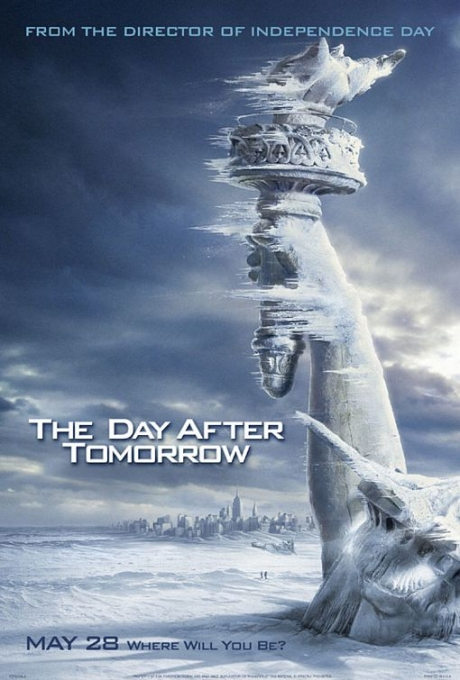 FROM THE DIRECTOR OF INDEPENDENCE DAY
THE DAY AFTER
TOMORROW
MAY 28 WHERE WILL YOU BE?